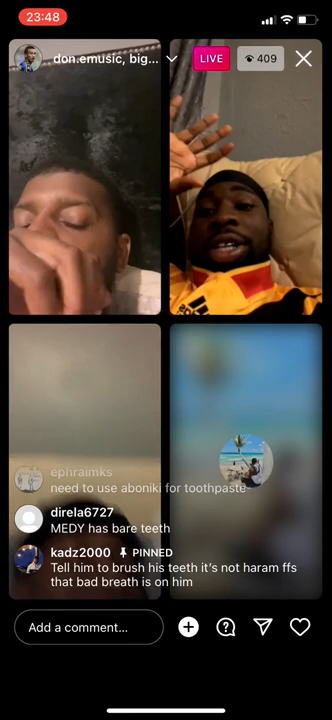 23:48
don.emusic, big...
LIVE
409
ephraimks
need to use aboniki for toothpaste
direla6727
MEDY has bare teeth
kadz2000 PINNED
Tell him to brush his teeth it's not haram ffs
that bad breath is on him
Add a comment...